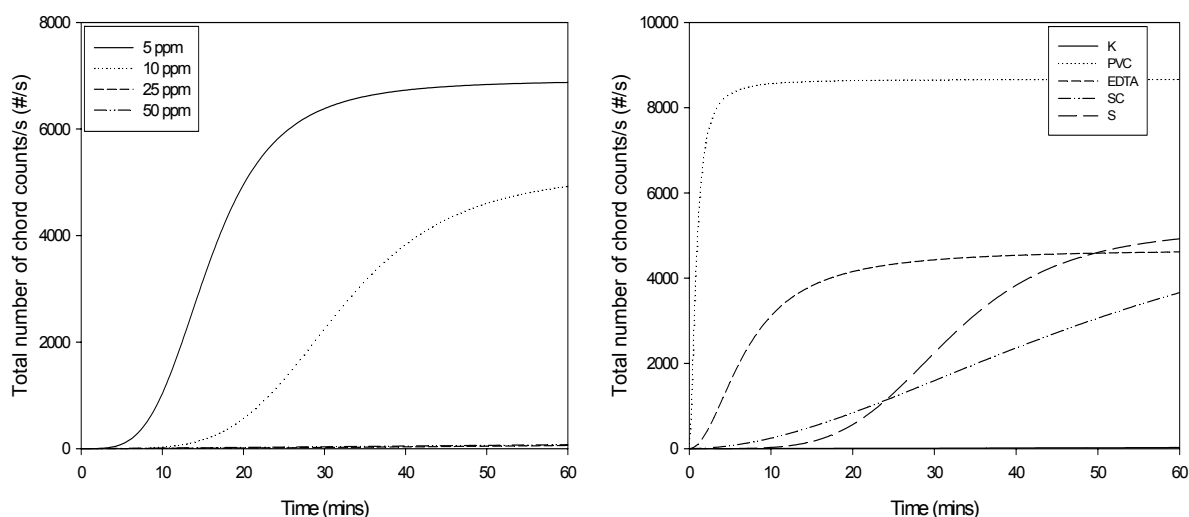 8000
6000
4000
2000
0
0 10 20 30 40 50 60
Total number of chord counts/s (#/s)
Time (mins)
5 ppm
10 ppm
25 ppm
50 ppm
10000
8000
6000
4000
2000
0
0 10 20 30 40 50 60
Total number of chord counts/s (#/s)
Time (mins)
K
PVC
EDTA
SC
S